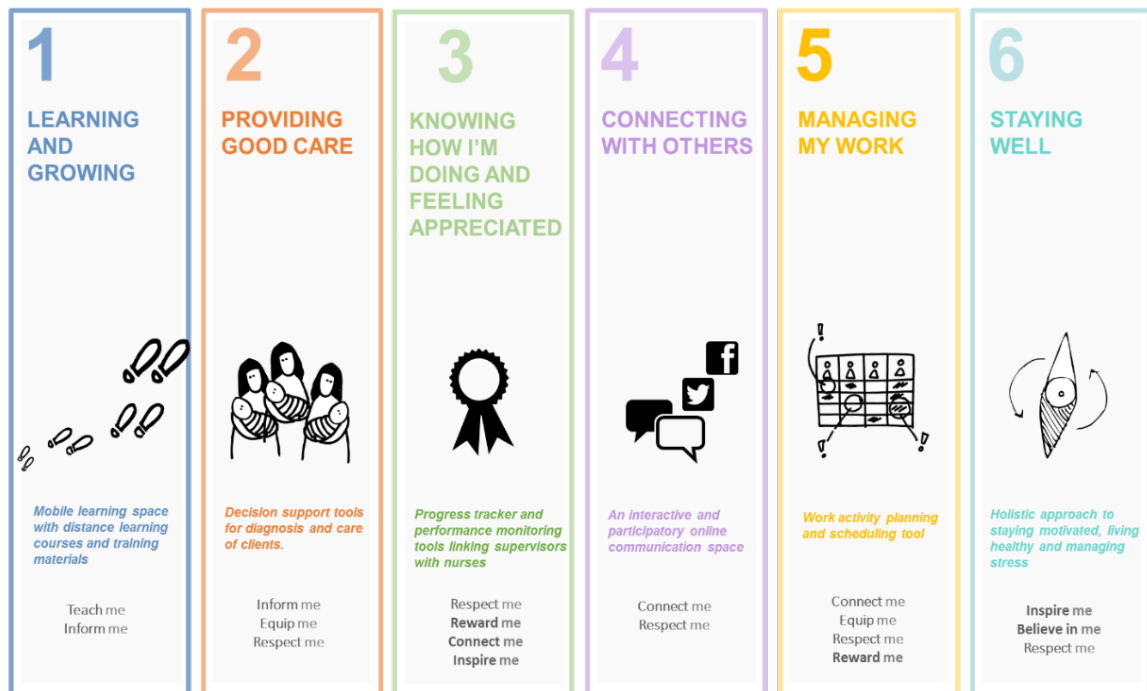 1
LEARNING
AND
GROWING
Mobile learning space
with distance learning
courses and training
materials
Teach me
Inform me
2
PROVIDING
GOOD CARE
Decision support tools
for diagnosis and care
of clients.
Inform me
Equip me
Respect me
3
KNOWING
HOW I'M
DOING AND
FEELING
APPRECIATED
Progress tracker and
performance monitoring
tools linking supervisors
with nurses
Respect me
Reward me
Connect me
Inspire me
4
CONNECTING
WITH OTHERS
An interactive and
participatory online
communication space
Connect me
Respect me
5
MANAGING
MY WORK
Work activity planning
and scheduling tool
Connect me
Equip me
Respect me
Reward me
6
STAYING
WELL
Holistic approach to
staying motivated, living
healthy and managing
stress
Inspire me
Believe in me
Respect me